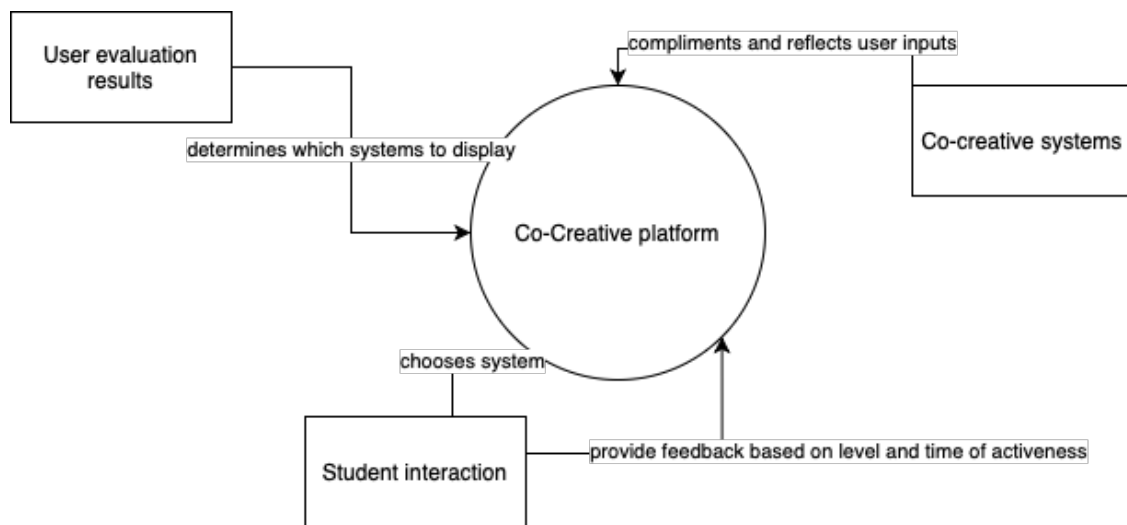 User evaluation
results
compliments and reflects user inputs
Co-creative systems
determines which systems to display
Co-Creative platform
chooses system
Student interaction
provide feedback based on level and time of activeness